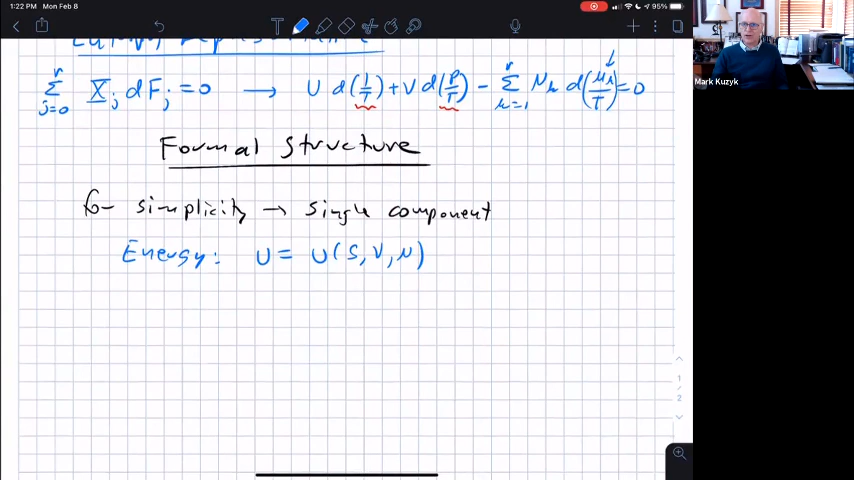 1:22 PM Mon Feb 8
95%
Σ_{j=0}^{r} X_j dF_j = 0 → U d(1/T) + V d(P/T) − Σ_{k=1}^{r} N_k d(μ_k/T) = 0
Formal Structure
for simplicity → single component
Energy: U = U(S, V, N)
Mark Kuzyk
1
2